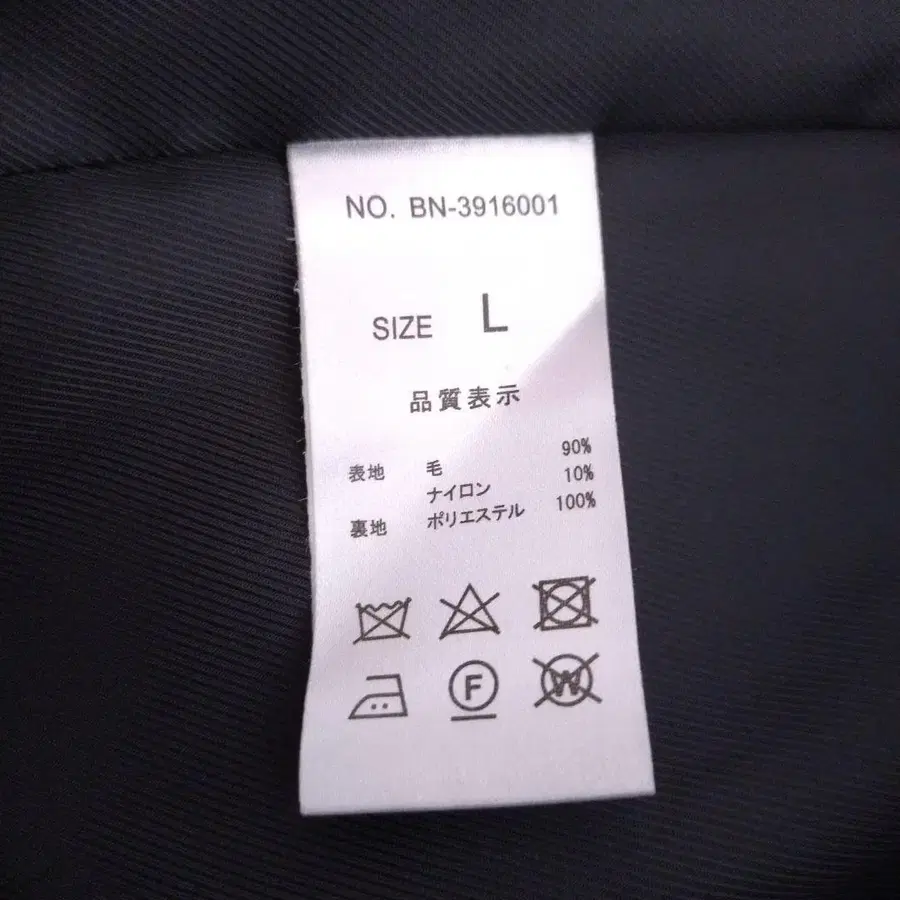 NO. BN-3916001
SIZE L
品質表示
表地 毛 90%
ナイロン 10%
裏地 ポリエステル 100%
F
W